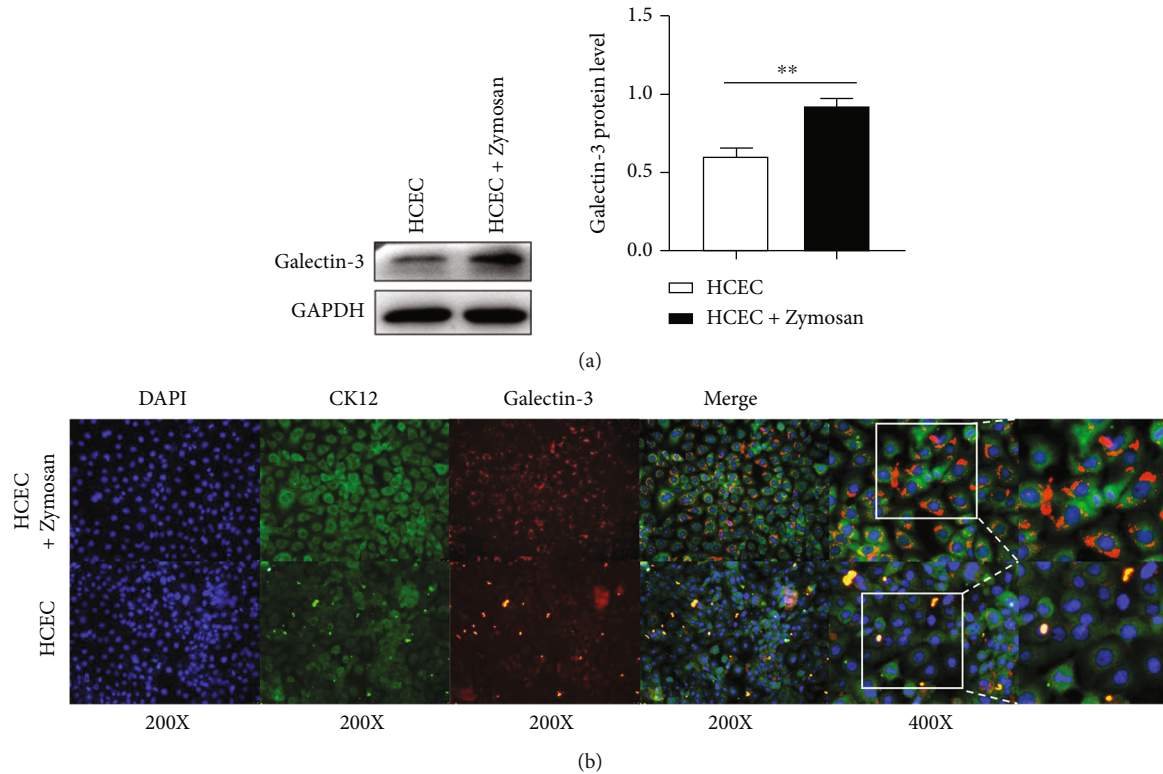 HCEC
HCEC + Zymosan
Galectin-3
GAPDH
Galectin-3 protein level
1.5
1.0
0.5
0.0
**
HCEC
HCEC + Zymosan
(a)
DAPI CK12 Galectin-3 Merge
HCEC
+ Zymosan
HCEC
200X 200X 200X 200X 400X
(b)